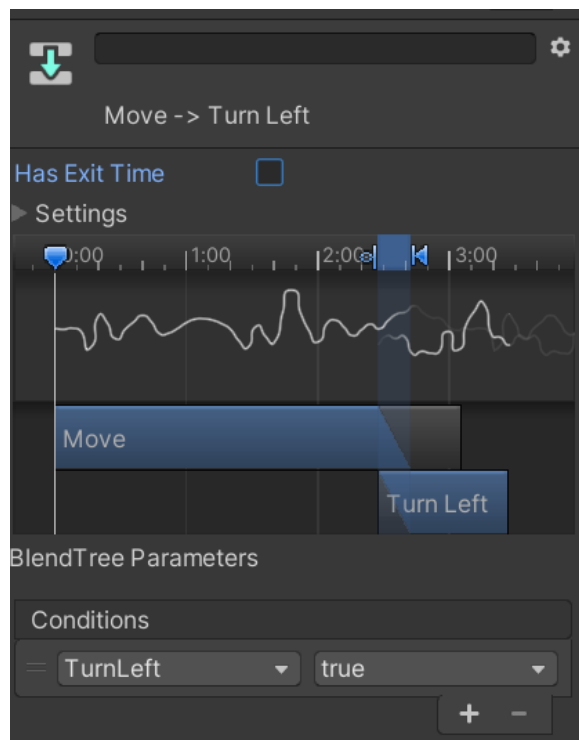 Move -> Turn Left
Has Exit Time
Settings
0:00 1:00 2:00 3:00
Move
Turn Left
BlendTree Parameters
Conditions
TurnLeft true
+ -